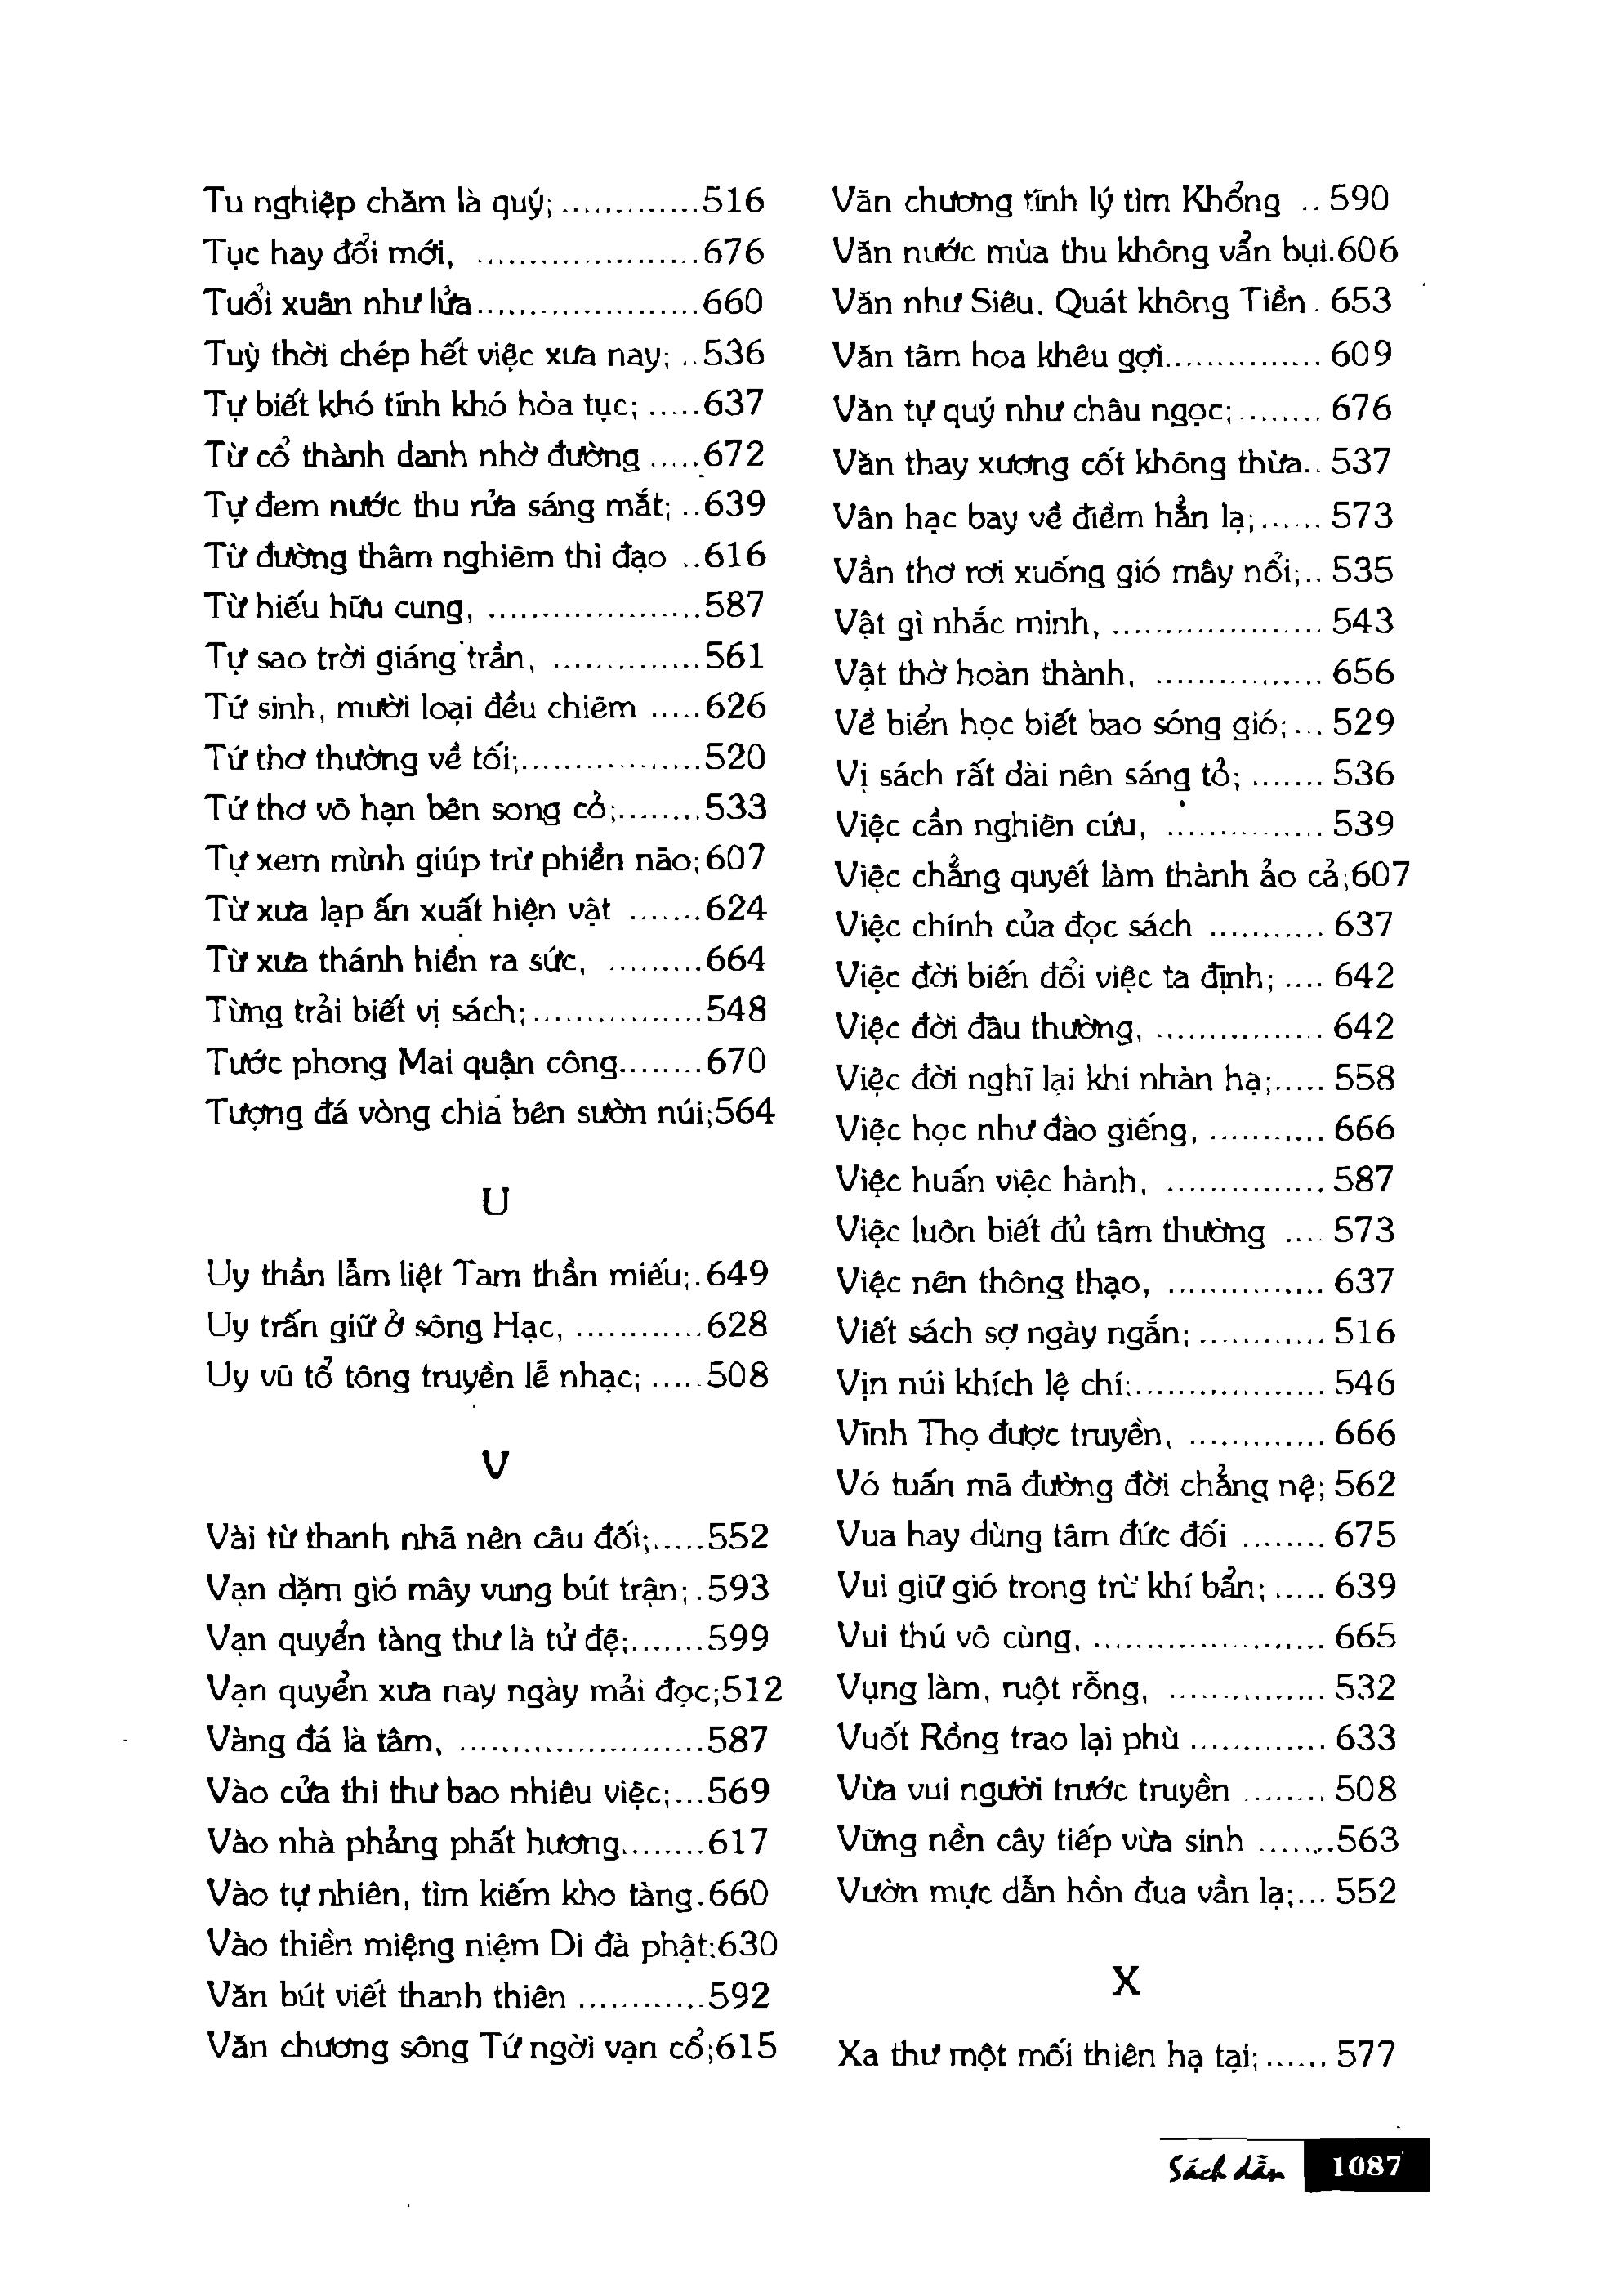 Tu nghiệp chăm là quý;..............516
Tục hay đổi mới, ......................676
Tuổi xuân như lửa......................660
Tuỳ thời chép hết việc xưa nay; ..536
Tự biết khó tính khó hòa tục; .....637
Từ cổ thành danh nhờ đường .....672
Tự đem nước thu rửa sáng mắt; ..639
Từ đường thâm nghiêm thì đạo ..616
Từ hiếu hữu cung, .....................587
Tự sao trời giáng trần, ...............561
Tứ sinh, mười loại đều chiêm .....626
Tứ thơ thường về tối;..................520
Tứ thơ vô hạn bên song cỏ;........533
Tự xem mình giúp trừ phiền não;607
Từ xưa lạp ấn xuất hiện vật .......624
Từ xưa thánh hiền ra sức, .........664
Từng trải biết vị sách;.................548
Tước phong Mai quận công........670
Tượng đá vòng chia bên sườn núi;564
U
Uy thần lẫm liệt Tam thần miếu;.649
Uy trấn giữ ở sông Hạc, ............628
Uy vũ tổ tông truyền lễ nhạc; .....508
V
Vài từ thanh nhã nên câu đối;.....552
Vạn dặm gió mây vung bút trận;.593
Vạn quyển tàng thư là tử đệ;.......599
Vạn quyển xưa nay ngày mải đọc;512
Vàng đá là tâm, ........................587
Vào cửa thi thư bao nhiêu việc;...569
Vào nhà phảng phất hương........617
Vào tự nhiên, tìm kiếm kho tàng.660
Vào thiền miệng niệm Di đà phật;630
Văn bút viết thanh thiên ............592
Văn chương sông Tứ ngời vạn cổ;615
Văn chương tính lý tìm Khổng .. 590
Văn nước mùa thu không vẩn bụi.606
Văn như Siêu, Quát không Tiền . 653
Văn tâm hoa khêu gợi............... 609
Văn tự quý như châu ngọc;........ 676
Văn thay xương cốt không thừa.. 537
Vân hạc bay về điềm hẳn lạ;...... 573
Vần thơ rơi xuống gió mây nổi;.. 535
Vật gì nhắc minh, ..................... 543
Vật thờ hoàn thành, ................. 656
Về biển học biết bao sóng gió;... 529
Vị sách rất dài nên sáng tỏ; ....... 536
Việc cần nghiên cứu, ............... 539
Việc chẳng quyết làm thành ảo cả;607
Việc chính của đọc sách ........... 637
Việc đời biến đổi việc ta định; .... 642
Việc đời đâu thường, ................ 642
Việc đời nghĩ lại khi nhàn hạ;..... 558
Việc học như đào giếng, ........... 666
Việc huấn việc hành, ............... 587
Việc luôn biết đủ tâm thường .... 573
Việc nên thông thạo, ............... 637
Viết sách sợ ngày ngắn; ............ 516
Vịn núi khích lệ chí;................... 546
Vĩnh Thọ được truyền, ............. 666
Vó tuấn mã đường đời chẳng nệ; 562
Vua hay dùng tâm đức đối ........ 675
Vui giữ gió trong trừ khí bẩn; ..... 639
Vui thú vô cùng, ....................... 665
Vụng làm, ruột rỗng, ............... 532
Vuốt Rồng trao lại phù ............. 633
Vừa vui người trước truyền ........ 508
Vững nền cây tiếp vừa sinh ........563
Vườn mực dẫn hồn đua vần lạ;... 552
X
Xa thư một mối thiên hạ tại;...... 577
Sách dẫn 1087